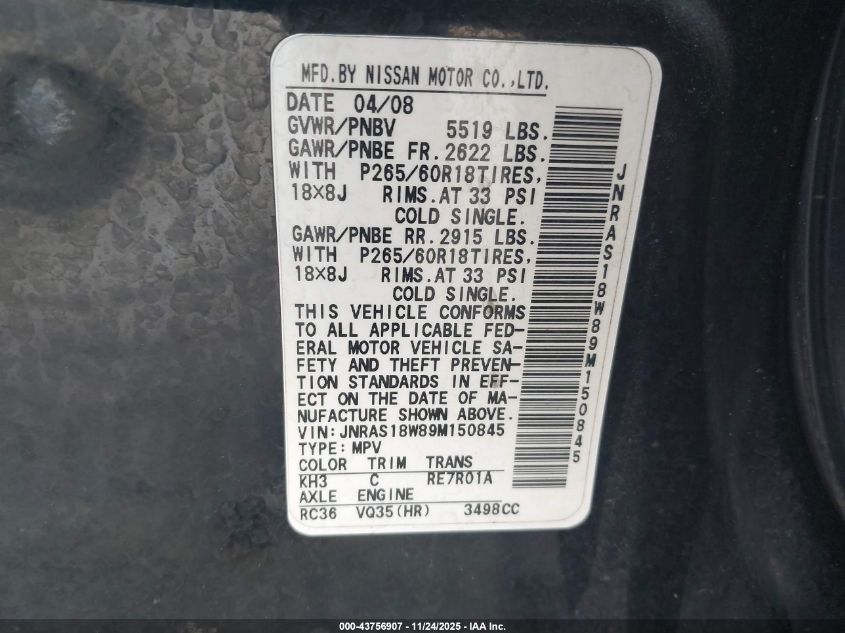 MFD.BY NISSAN MOTOR CO.,LTD.
DATE 04/08
GVWR/PNBV 5519 LBS.
GAWR/PNBE FR. 2622 LBS.
WITH P265/60R18TIRES,
18X8J RIMS.AT 33 PSI
COLD SINGLE.
GAWR/PNBE RR. 2915 LBS.
WITH P265/60R18TIRES,
18X8J RIMS.AT 33 PSI
COLD SINGLE.
THIS VEHICLE CONFORMS
TO ALL APPLICABLE FED-
ERAL MOTOR VEHICLE SA-
FETY AND THEFT PREVEN-
TION STANDARDS IN EFF-
ECT ON THE DATE OF MA-
NUFACTURE SHOWN ABOVE.
VIN: JNRAS18W89M150845
TYPE: MPV
COLOR TRIM TRANS
KH3 C RE7R01A
AXLE ENGINE
RC36 VQ35(HR) 3498CC
JNRAS18W89M150845
000-43756907 - 11/24/2025 - IAA Inc.